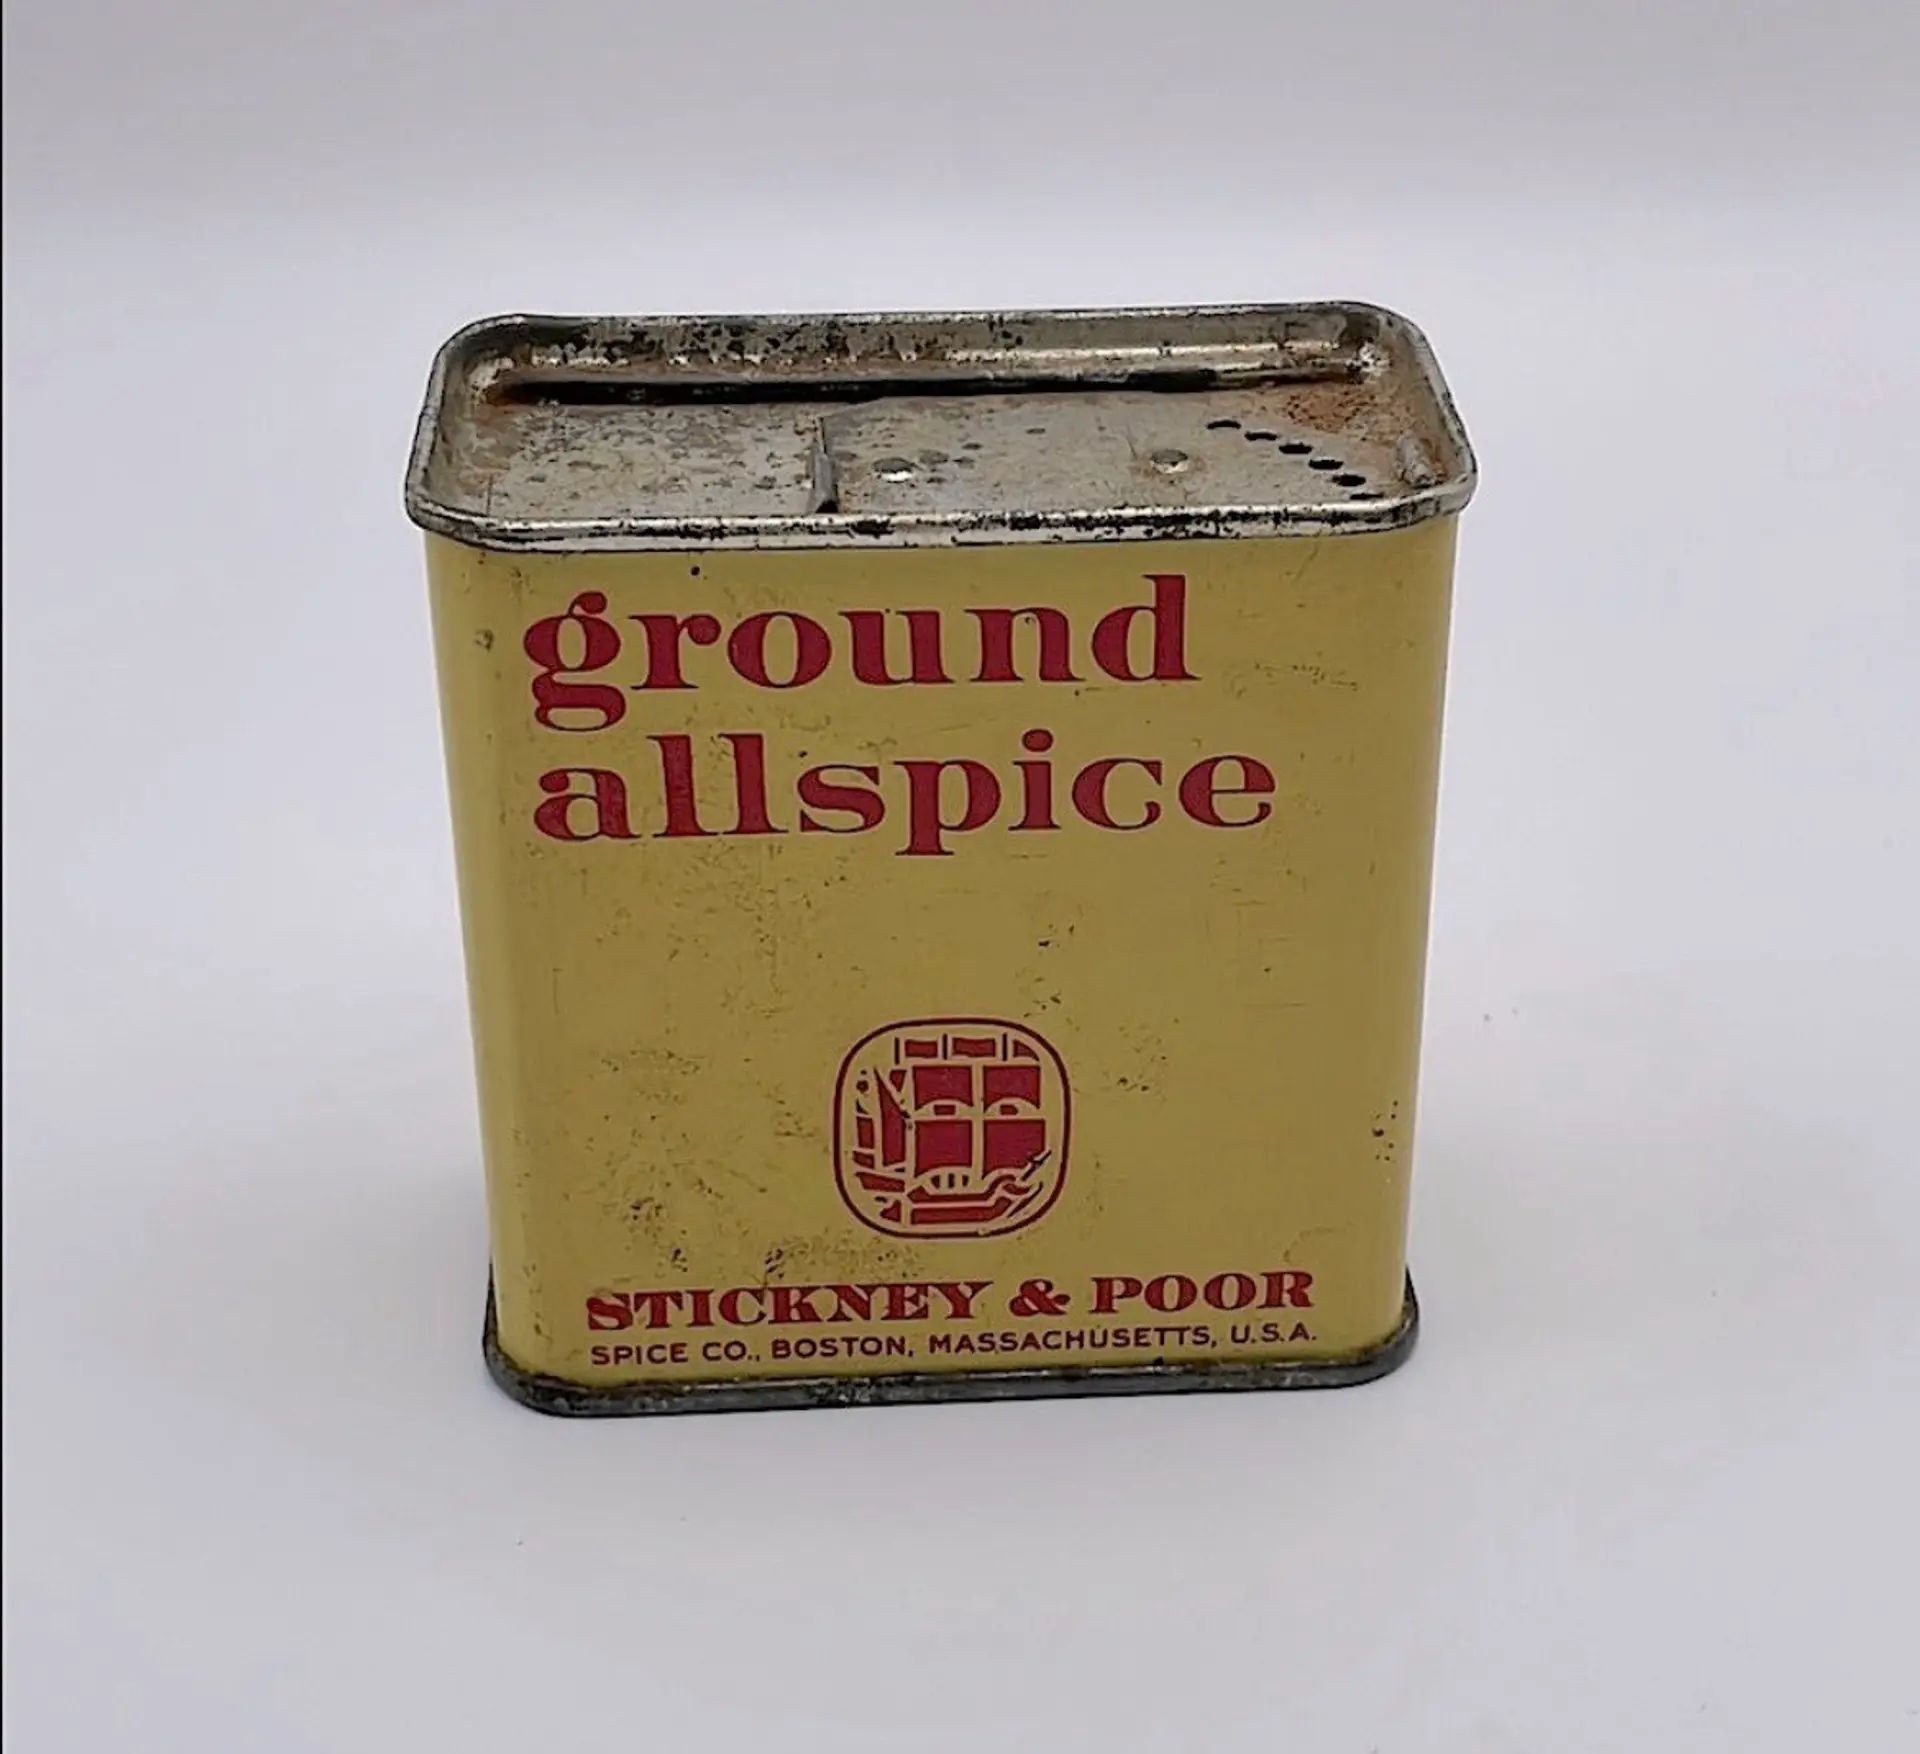 ground
allspice
STICKNEY & POOR
SPICE CO., BOSTON, MASSACHUSETTS, U.S.A.